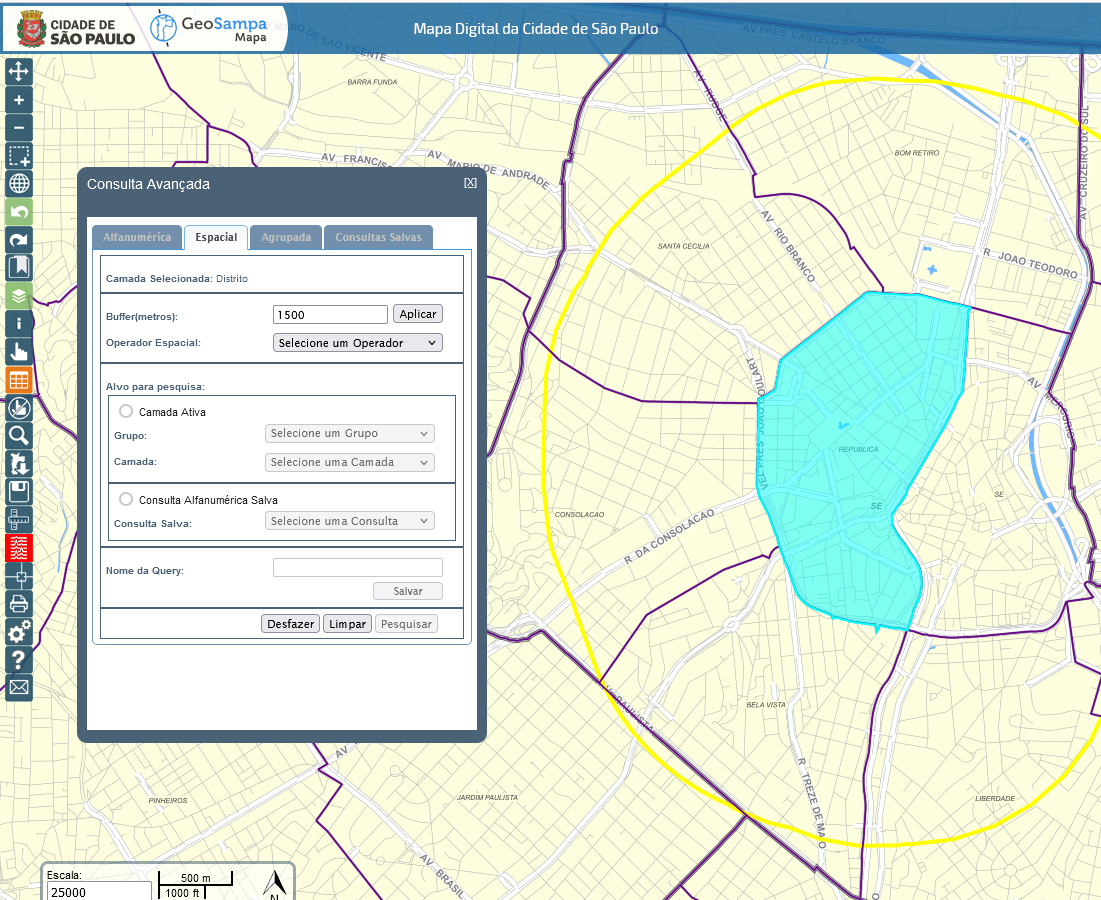 CIDADE DE
SÃO PAULO
GeoSampa
Mapa
Mapa Digital da Cidade de São Paulo
AV PRES CASTELO BRANCO
MARO DE SAO VICENTE
BARRA FUNDA
AV RUDGE
BOM RETIRO
AV CRUZEIRO DO SUL
AV FRANCIS
AV MARIO DE ANDRADE
Consulta Avançada
[X]
Alfanumérica
Espacial
Agrupada
Consultas Salvas
Camada Selecionada: Distrito
Buffer(metros):
1500
Aplicar
Operador Espacial:
Selecione um Operador
Alvo para pesquisa:
Camada Ativa
Grupo:
Selecione um Grupo
Camada:
Selecione uma Camada
Consulta Alfanumérica Salva
Consulta Salva:
Selecione uma Consulta
Nome da Query:
Salvar
Desfazer
Limpar
Pesquisar
SANTA CECILIA
AV RIO BRANCO
R JOAO TEODORO
VEL PRES JOAO GOULART
AV MERCURIO
REPUBLICA
SE
SE
CONSOLACAO
R DA CONSOLACAO
AV PAULISTA
BELA VISTA
R TREZE DE MAIO
LIBERDADE
JARDIM PAULISTA
PINHEIROS
AV
AV BRASIL
Escala:
25000
500 m
1000 ft
N